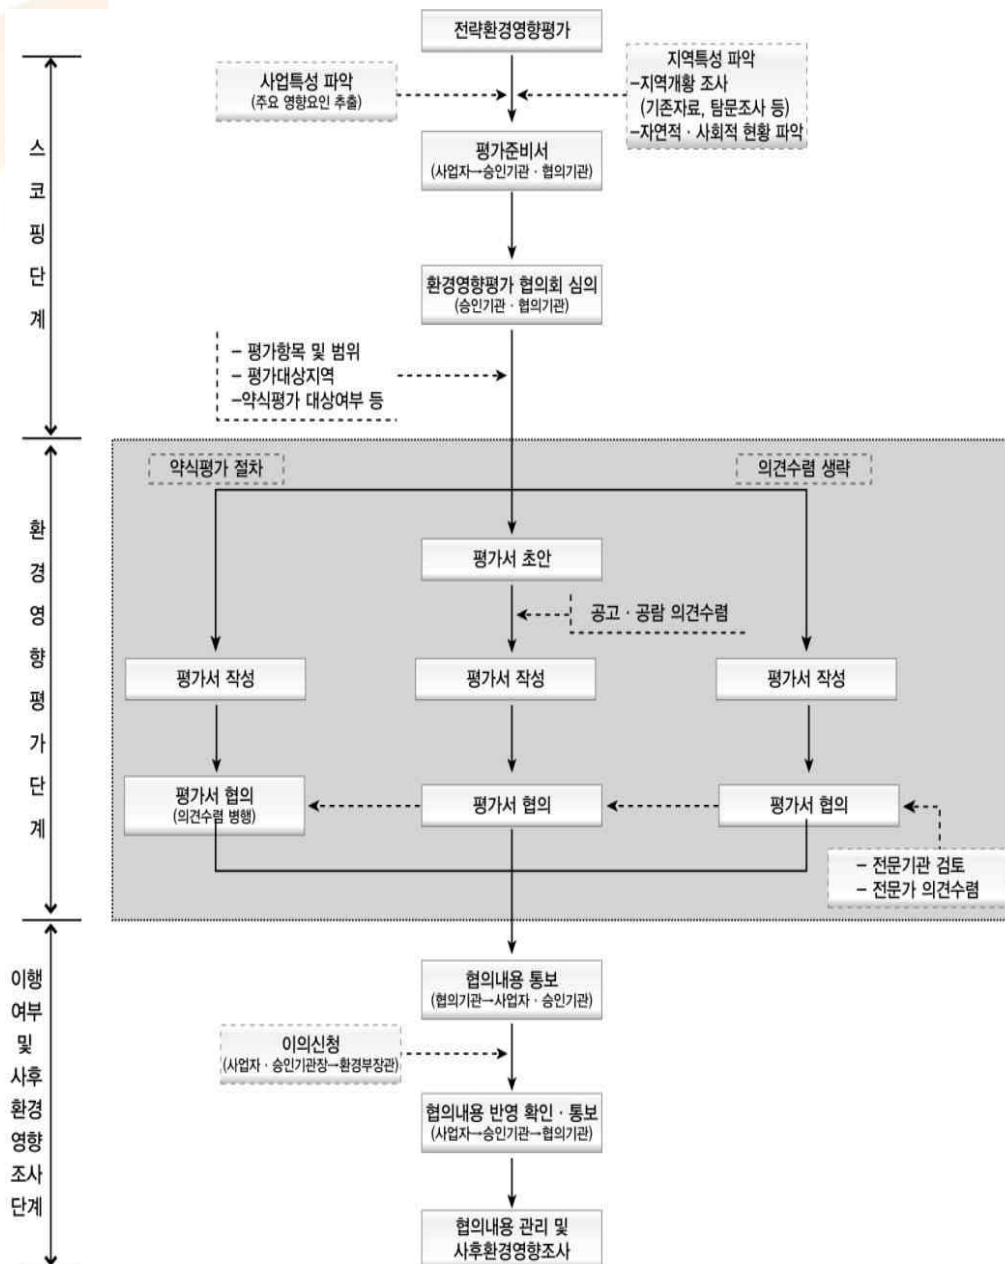 전략환경영향평가
사업특성 파악
(주요 영향요인 추출)
지역특성 파악
–지역개황 조사
(기존자료, 탐문조사 등)
–자연적 · 사회적 현황 파악
스코핑단계
평가준비서
(사업자→승인기관 · 협의기관)
환경영향평가 협의회 심의
(승인기관 · 협의기관)
– 평가항목 및 범위
– 평가대상지역
–약식평가 대상여부 등
환경영향평가단계
약식평가 절차
의견수렴 생략
평가서 초안
공고 · 공람 의견수렴
평가서 작성
평가서 작성
평가서 작성
평가서 협의
(의견수렴 병행)
평가서 협의
평가서 협의
– 전문기관 검토
– 전문가 의견수렴
이행
여부
및
사후
환경
영향
조사
단계
협의내용 통보
(협의기관→사업자 · 승인기관)
이의신청
(사업자 · 승인기관장→환경부장관)
협의내용 반영 확인 · 통보
(사업자→승인기관→협의기관)
협의내용 관리 및
사후환경영향조사